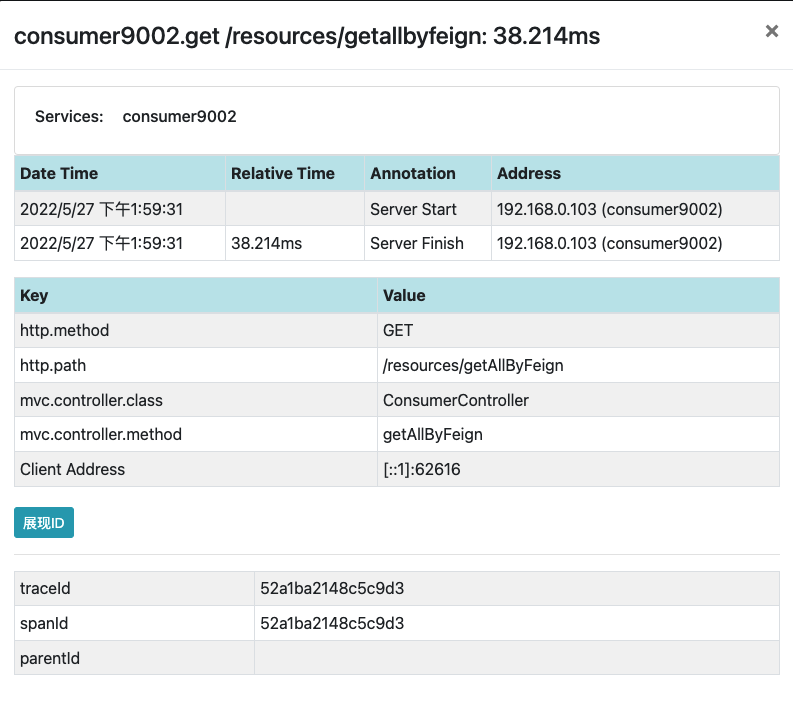 consumer9002.get /resources/getallbyfeign: 38.214ms ×
Services: consumer9002
Date Time Relative Time Annotation Address
2022/5/27 下午1:59:31 Server Start 192.168.0.103 (consumer9002)
2022/5/27 下午1:59:31 38.214ms Server Finish 192.168.0.103 (consumer9002)
Key Value
http.method GET
http.path /resources/getAllByFeign
mvc.controller.class ConsumerController
mvc.controller.method getAllByFeign
Client Address [::1]:62616
展现ID
traceId 52a1ba2148c5c9d3
spanId 52a1ba2148c5c9d3
parentId